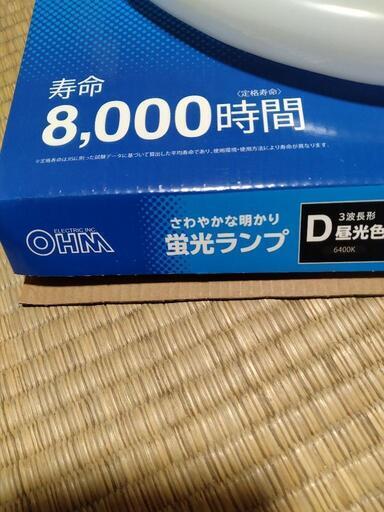 寿命
〈定格寿命〉
8,000時間
※定格寿命はJISに則った試験データに基づいて算出した平均寿命であり、使用環境・使用方法により寿命が異なります。
ELECTRIC INC.
OHM
さわやかな明かり
蛍光ランプ
D
3波長形
昼光色
6400K